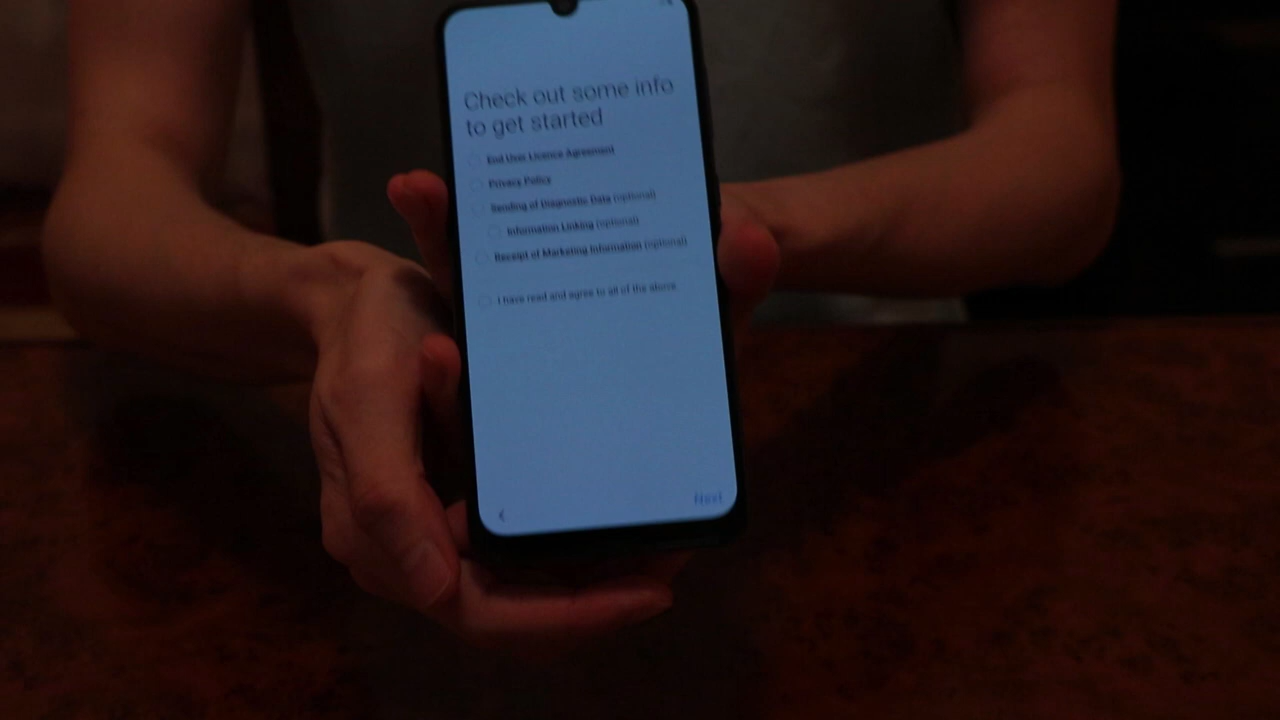 Check out some info
to get started
End User Licence Agreement
Privacy Policy
Sending of Diagnostic Data (optional)
Information Linking (optional)
Receipt of Marketing Information (optional)
I have read and agree to all of the above.
Next